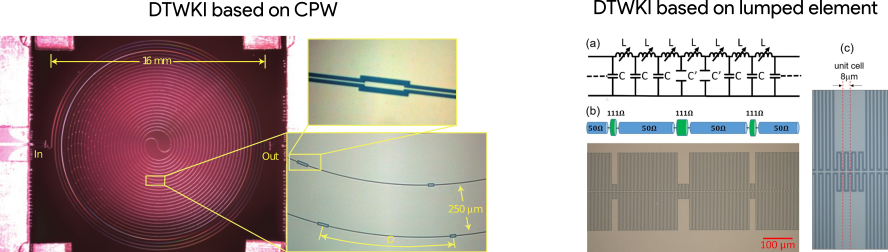 DTWKI based on CPW
16 mm
In
Out
250 µm
D
DTWKI based on lumped element
(a)
L L L L L L
C C C C' C' C C
(b)
111Ω 111Ω 111Ω
50Ω 50Ω 50Ω 50Ω
100 µm
(c)
unit cell
8µm